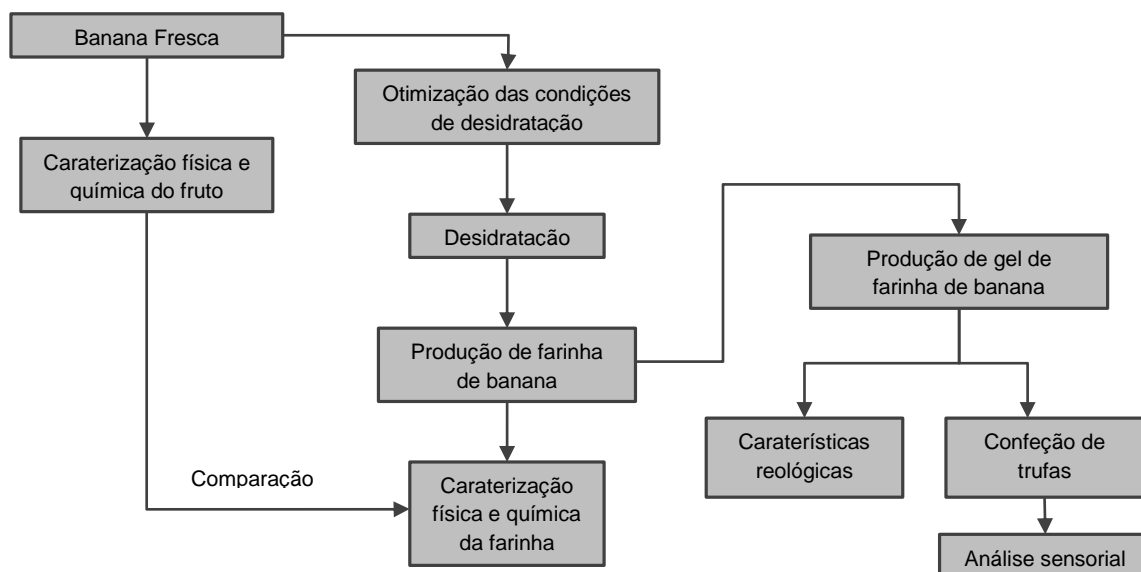 Banana Fresca
Otimização das condições
de desidratação
Caraterização física e
química do fruto
Desidratação
Produção de gel de
farinha de banana
Produção de farinha
de banana
Caraterísticas
reológicas
Confeção de
trufas
Comparação
Caraterização
física e química
da farinha
Análise sensorial